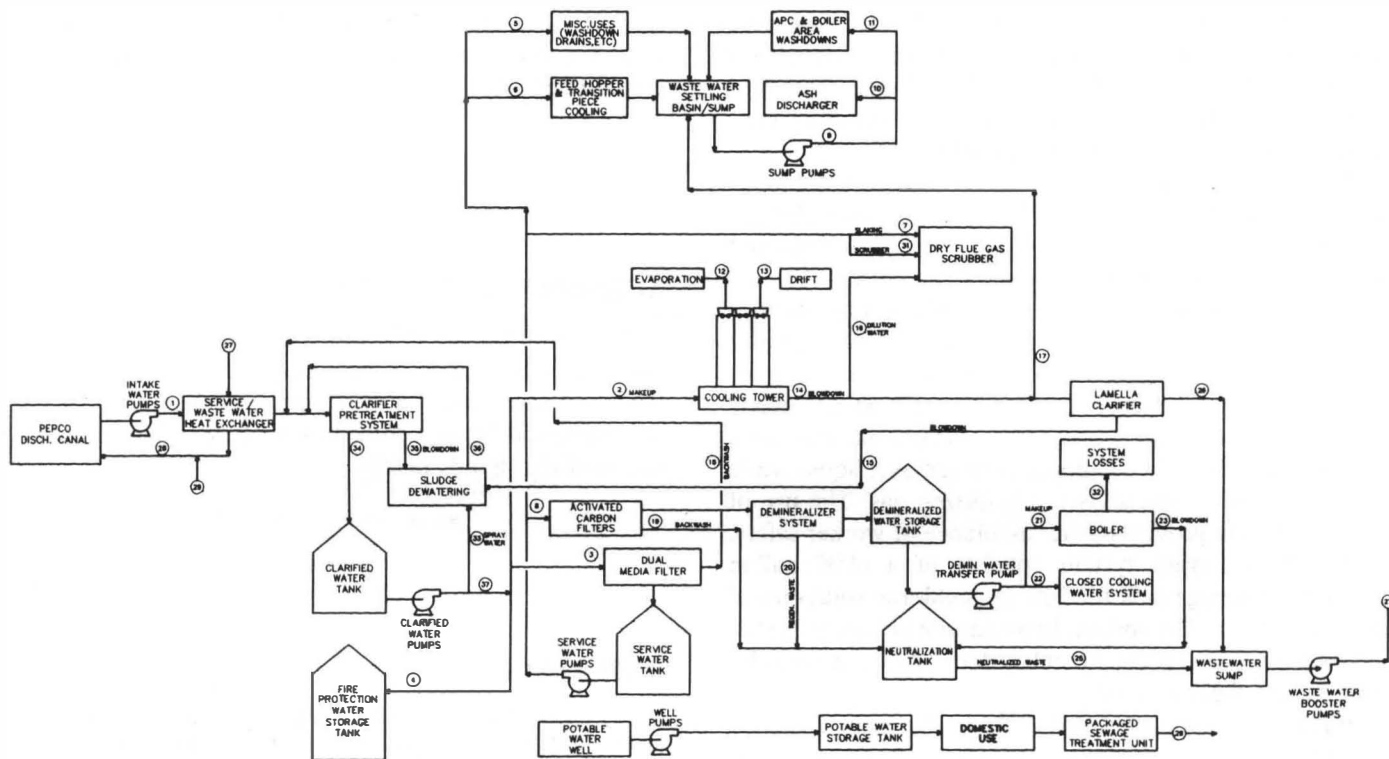 5
MISC. USES
(WASHDOWN
DRAINS,ETC)
APC & BOILER
AREA
WASHDOWNS
11
6
FEED HOPPER
& TRANSITION
PIECE
COOLING
WASTE WATER
SETTLING
BASIN/SUMP
ASH
DISCHARGER
10
9
SUMP PUMPS
SLAKING
7
SCRUBBER
31
DRY FLUE GAS
SCRUBBER
EVAPORATION
12
13
DRIFT
16
DILUTION
WATER
17
27
INTAKE
WATER
PUMPS
1
SERVICE /
WASTE WATER
HEAT EXCHANGER
CLARIFIER
PRETREATMENT
SYSTEM
2
MAKEUP
COOLING TOWER
14
BLOWDOWN
LAMELLA
CLARIFIER
26
PEPCO
DISCH. CANAL
28
29
34
35
BLOWDOWN
36
SLUDGE
DEWATERING
18
BACKWASH
BLOWDOWN
15
SYSTEM
LOSSES
32
8
ACTIVATED
CARBON
FILTERS
19
BACKWASH
DEMINERALIZER
SYSTEM
DEMINERALIZED
WATER STORAGE
TANK
MAKEUP
21
BOILER
23
BLOWDOWN
33
SPRAY
WATER
3
DUAL
MEDIA FILTER
20
REGEN. WASTE
DEMIN WATER
TRANSFER PUMP
22
CLOSED COOLING
WATER SYSTEM
CLARIFIED
WATER
TANK
37
CLARIFIED
WATER PUMPS
SERVICE
WATER
PUMPS
SERVICE
WATER
TANK
NEUTRALIZATION
TANK
NEUTRALIZED WASTE
25
WASTEWATER
SUMP
WASTE WATER
BOOSTER
PUMPS
4
FIRE
PROTECTION
WATER
STORAGE
TANK
POTABLE
WATER
WELL
WELL
PUMPS
POTABLE WATER
STORAGE TANK
DOMESTIC
USE
PACKAGED
SEWAGE
TREATMENT UNIT